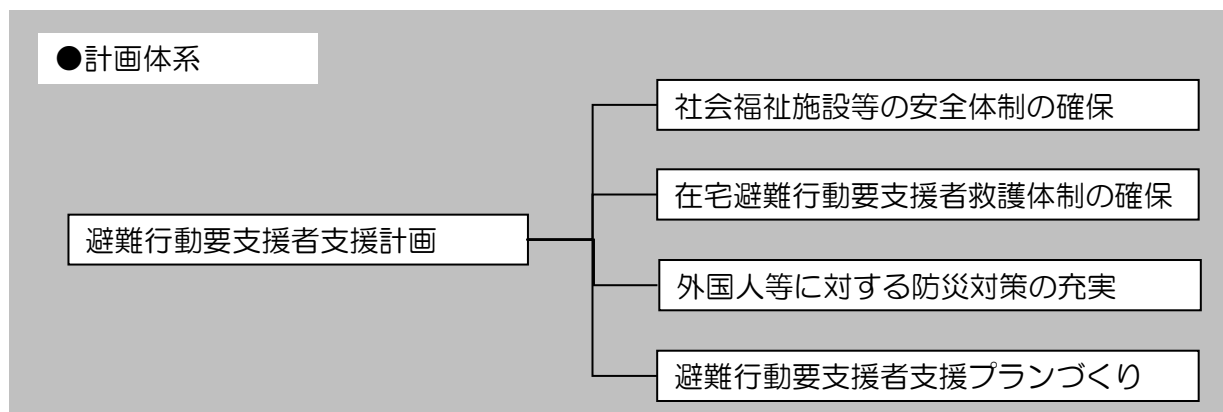 ●計画体系
社会福祉施設等の安全体制の確保
在宅避難行動要支援者救護体制の確保
避難行動要支援者支援計画
外国人等に対する防災対策の充実
避難行動要支援者支援プランづくり